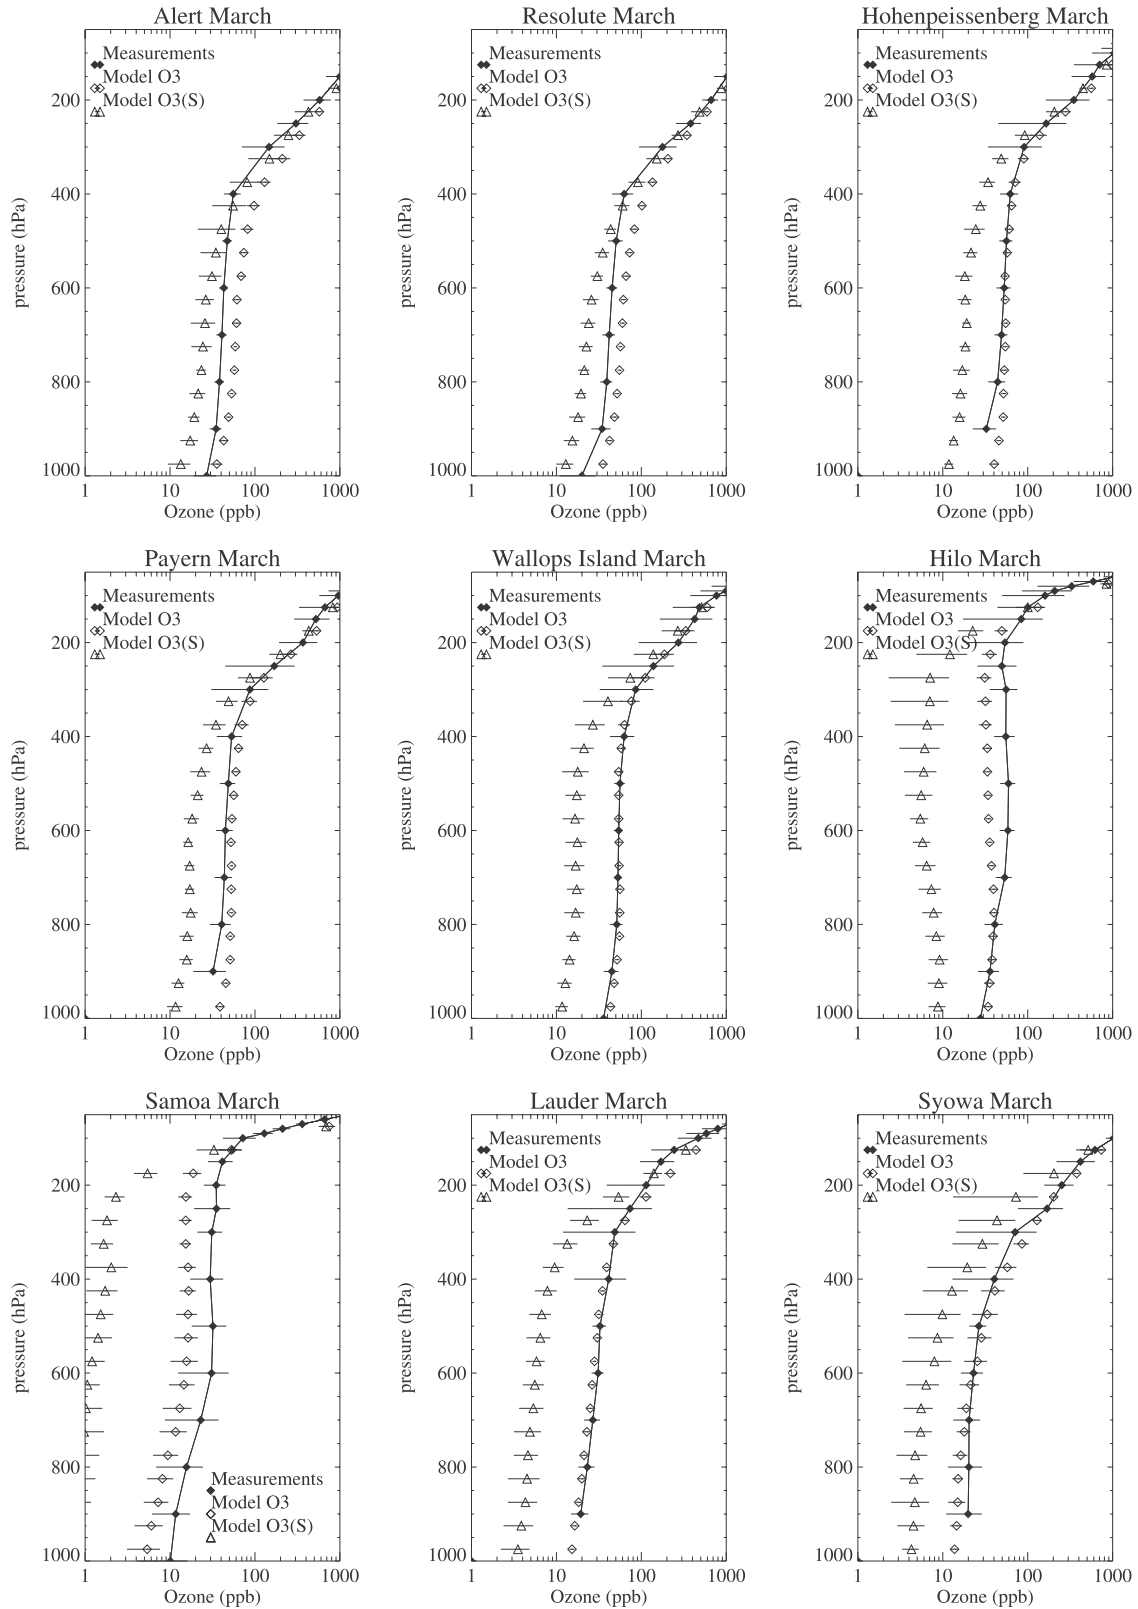 Alert March
Measurements
Model O3
Model O3(S)
200
400
600
800
1000
pressure (hPa)
1 10 100 1000
Ozone (ppb)
Resolute March
Measurements
Model O3
Model O3(S)
200
400
600
800
1000
pressure (hPa)
1 10 100 1000
Ozone (ppb)
Hohenpeissenberg March
Measurements
Model O3
Model O3(S)
200
400
600
800
1000
pressure (hPa)
1 10 100 1000
Ozone (ppb)
Payern March
Measurements
Model O3
Model O3(S)
200
400
600
800
1000
pressure (hPa)
1 10 100 1000
Ozone (ppb)
Wallops Island March
Measurements
Model O3
Model O3(S)
200
400
600
800
1000
pressure (hPa)
1 10 100 1000
Ozone (ppb)
Hilo March
Measurements
Model O3
Model O3(S)
200
400
600
800
1000
pressure (hPa)
1 10 100 1000
Ozone (ppb)
Samoa March
200
400
600
800
1000
pressure (hPa)
Measurements
Model O3
Model O3(S)
1 10 100 1000
Ozone (ppb)
Lauder March
Measurements
Model O3
Model O3(S)
200
400
600
800
1000
pressure (hPa)
1 10 100 1000
Ozone (ppb)
Syowa March
Measurements
Model O3
Model O3(S)
200
400
600
800
1000
pressure (hPa)
1 10 100 1000
Ozone (ppb)